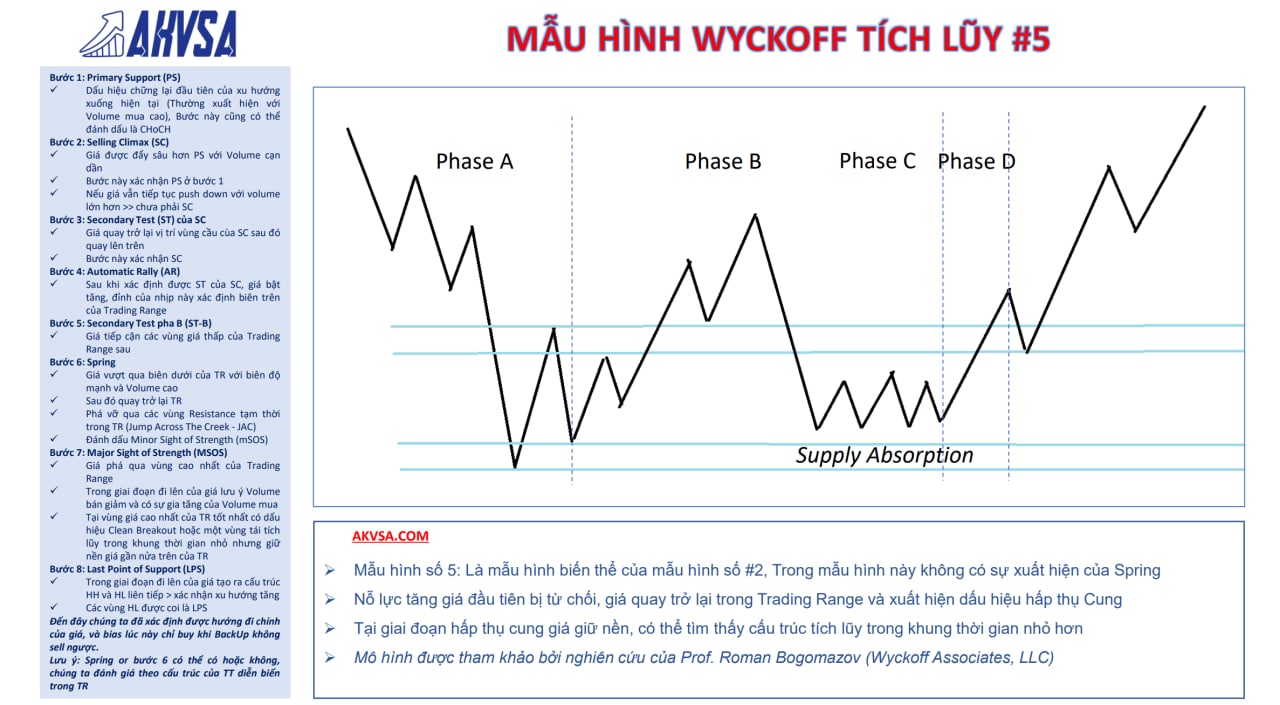 AKVSA
MẪU HÌNH WYCKOFF TÍCH LŨY #5
Bước 1: Primary Support (PS)
✓ Dấu hiệu chững lại đầu tiên của xu hướng
xuống hiện tại (Thường xuất hiện với
Volume mua cao), Bước này cũng có thể
đánh dấu là CHoCH
Bước 2: Selling Climax (SC)
✓ Giá được đẩy sâu hơn PS với Volume cạn
dần
✓ Bước này xác nhận PS ở bước 1
✓ Nếu giá vẫn tiếp tục push down với volume
lớn hơn >> chưa phải SC
Bước 3: Secondary Test (ST) của SC
✓ Giá quay trở lại vị trí vùng cầu cùa SC sau đó
quay lên trên
✓ Bước này xác nhận SC
Bước 4: Automatic Rally (AR)
✓ Sau khi xác định được ST của SC, giá bật
tăng, đỉnh của nhịp này xác định biên trên
của Trading Range
Bước 5: Secondary Test pha B (ST-B)
✓ Giá tiếp cận các vùng giá thấp của Trading
Range sau
Bước 6: Spring
✓ Giá vượt qua biên dưới của TR với biên độ
mạnh và Volume cao
✓ Sau đó quay trở lại TR
✓ Phá vỡ qua các vùng Resistance tạm thời
trong TR (Jump Across The Creek - JAC)
✓ Đánh dấu Minor Sight of Strength (mSOS)
Bước 7: Major Sight of Strength (MSOS)
✓ Giá phá qua vùng cao nhất của Trading
Range
✓ Trong giai đoạn đi lên của giá lưu ý Volume
bán giảm và có sự gia tăng của Volume mua
✓ Tại vùng giá cao nhất của TR tốt nhất có dấu
hiệu Clean Breakout hoặc một vùng tái tích
lũy trong khung thời gian nhỏ nhưng giữ
nền giá gần nửa trên của TR
Bước 8: Last Point of Support (LPS)
✓ Trong giai đoạn đi lên của giá tạo ra cấu trúc
HH và HL liên tiếp > xác nhận xu hướng tăng
✓ Các vùng HL được coi là LPS
Đến đây chúng ta đã xác định được hướng đi chính
của giá, và bias lúc này chỉ buy khi BackUp không
sell ngược.
Lưu ý: Spring or bước 6 có thể có hoặc không,
chúng ta đánh giá theo cấu trúc của TT diễn biến
trong TR
Phase A
Phase B
Phase C
Phase D
Supply Absorption
AKVSA.COM
➢ Mẫu hình số 5: Là mẫu hình biến thể của mẫu hình số #2, Trong mẫu hình này không có sự xuất hiện của Spring
➢ Nỗ lực tăng giá đầu tiên bị từ chối, giá quay trở lại trong Trading Range và xuất hiện dấu hiệu hấp thụ Cung
➢ Tại giai đoạn hấp thụ cung giá giữ nền, có thể tìm thấy cấu trúc tích lũy trong khung thời gian nhỏ hơn
➢ Mô hình được tham khảo bởi nghiên cứu của Prof. Roman Bogomazov (Wyckoff Associates, LLC)